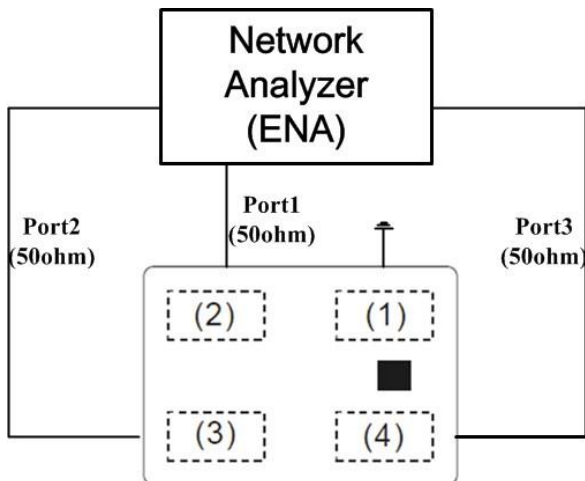 Network
Analyzer
(ENA)
Port2
(50ohm)
Port1
(50ohm)
Port3
(50ohm)
(2)
(1)
(3)
(4)